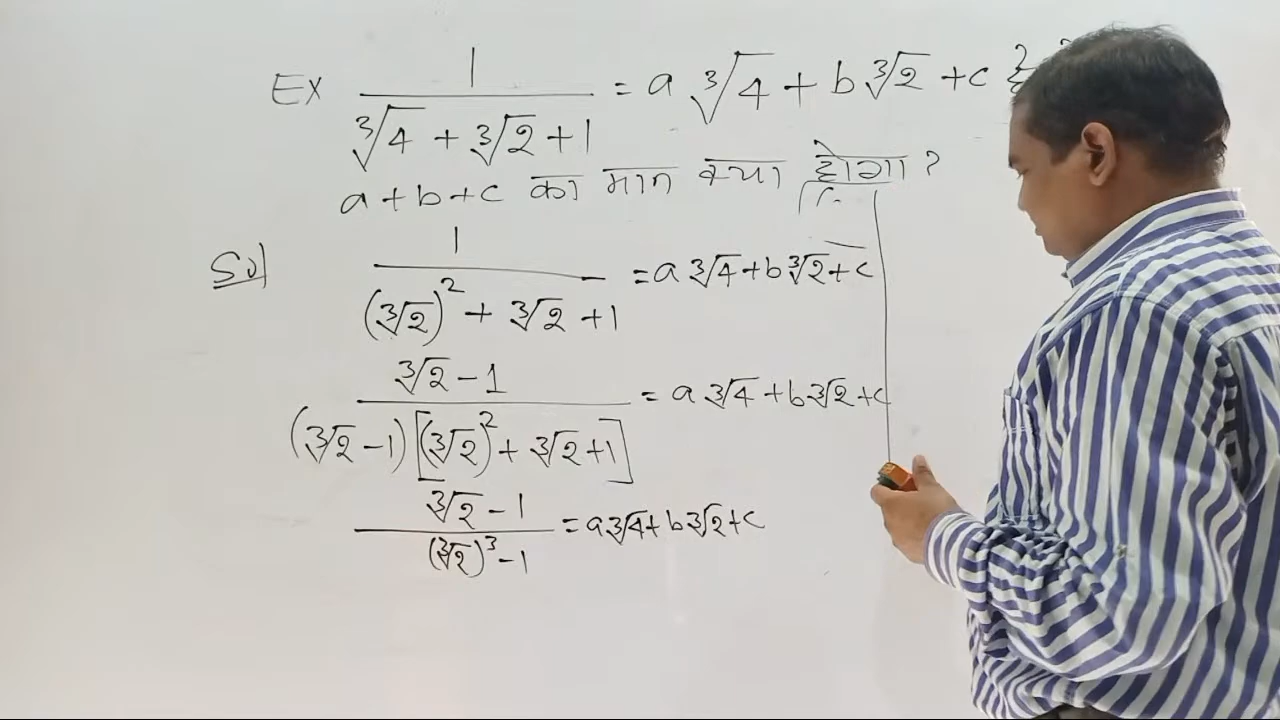 Ex 1/(∛4 + ∛2 + 1) = a ∛4 + b ∛2 + c
a+b+c का मान क्या होगा ?
Sol 1/((∛2)² + ∛2 + 1) = a ∛4 + b ∛2 + c
(∛2 - 1)/((∛2 - 1)[(∛2)² + ∛2 + 1]) = a ∛4 + b ∛2 + c
(∛2 - 1)/((∛2)³ - 1) = a ∛4 + b ∛2 + c